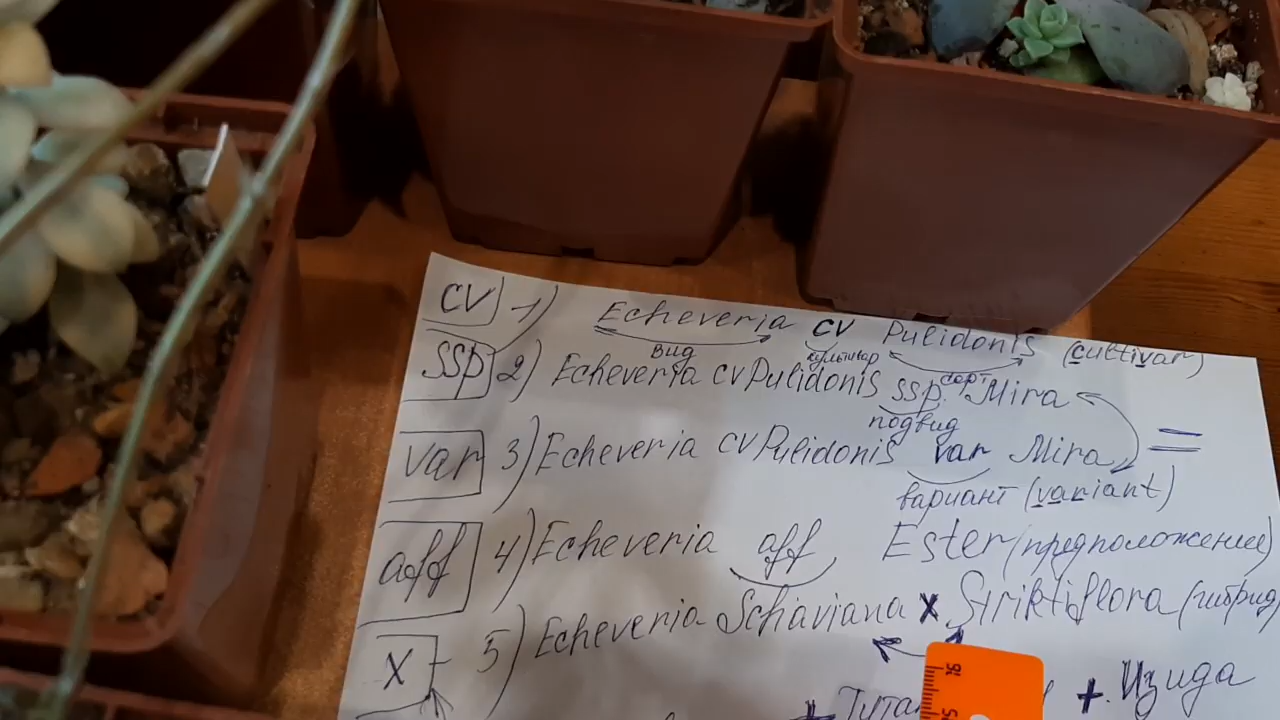 cv 1) Echeveria cv Pulidonis (cultivar)
вид культивар сорт
ssp 2) Echeveria cv Pulidonis ssp. Mira
подвид
var 3) Echeveria cv Pulidonis var Mira =
вариант (variant)
aff 4) Echeveria aff. Ester (предположение)
x - 5) Echeveria Schaviana x Striktiflora (гибрид)
+ + Изида